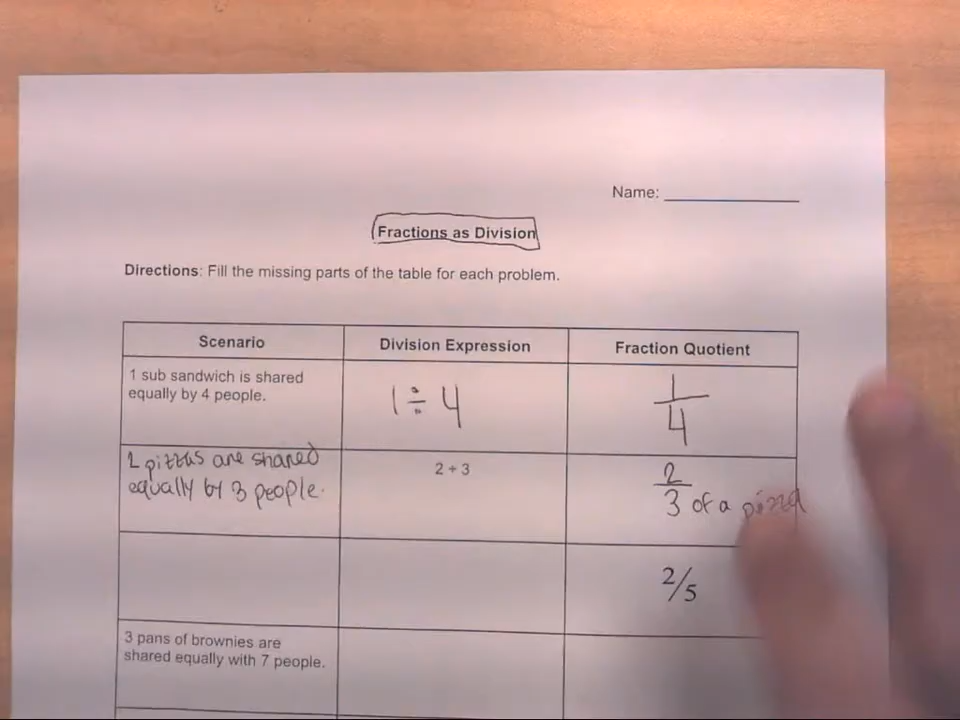 Name:
Fractions as Division
Directions: Fill the missing parts of the table for each problem.
Scenario
Division Expression
Fraction Quotient
1 sub sandwich is shared
equally by 4 people.
1 ÷ 4
1/4
2 pizzas are shared
equally by 3 people.
2 ÷ 3
2/3 of a pizza
2/5
3 pans of brownies are
shared equally with 7 people.